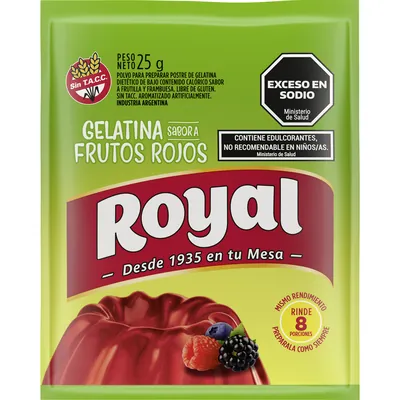 Sin T.A.C.C.
PESO
NETO 25 g
POLVO PARA PREPARAR POSTRE DE GELATINA
DIETÉTICO DE BAJO CONTENIDO CALÓRICO SABOR
A FRUTILLA Y FRAMBUESA, LIBRE DE GLUTEN.
SIN TACC. AROMATIZADO ARTIFICIALMENTE.
INDUSTRIA ARGENTINA
EXCESO EN
SODIO
Ministerio
de Salud
CONTIENE EDULCORANTES,
NO RECOMENDABLE EN NIÑOS/AS.
Ministerio de Salud
GELATINA SABOR A
FRUTOS ROJOS
Royal
Desde 1935 en tu Mesa
MISMO RENDIMIENTO
RINDE
8
PORCIONES
PREPARALA COMO SIEMPRE